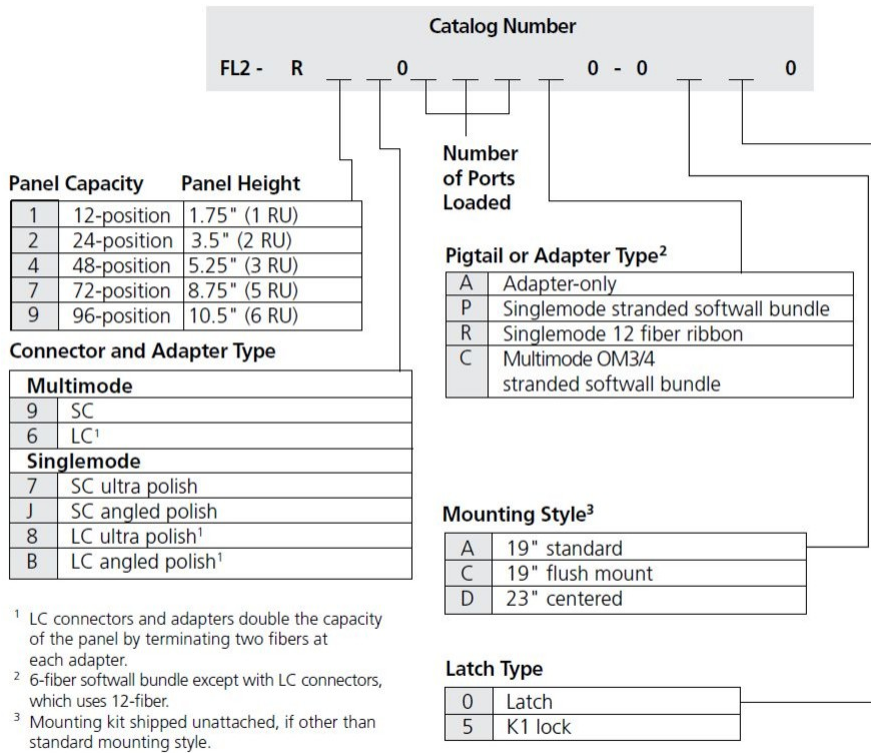 Catalog Number
FL2 - R __ __ 0 __ __ __ __ 0 - 0 __ __ 0
Number
of Ports
Loaded
Panel Capacity Panel Height
1 12-position 1.75" (1 RU)
2 24-position 3.5" (2 RU)
4 48-position 5.25" (3 RU)
7 72-position 8.75" (5 RU)
9 96-position 10.5" (6 RU)
Connector and Adapter Type
Multimode
9 SC
6 LC¹
Singlemode
7 SC ultra polish
J SC angled polish
8 LC ultra polish¹
B LC angled polish¹
¹ LC connectors and adapters double the capacity
of the panel by terminating two fibers at
each adapter.
² 6-fiber softwall bundle except with LC connectors,
which uses 12-fiber.
³ Mounting kit shipped unattached, if other than
standard mounting style.
Pigtail or Adapter Type²
A Adapter-only
P Singlemode stranded softwall bundle
R Singlemode 12 fiber ribbon
C Multimode OM3/4
stranded softwall bundle
Mounting Style³
A 19" standard
C 19" flush mount
D 23" centered
Latch Type
0 Latch
5 K1 lock